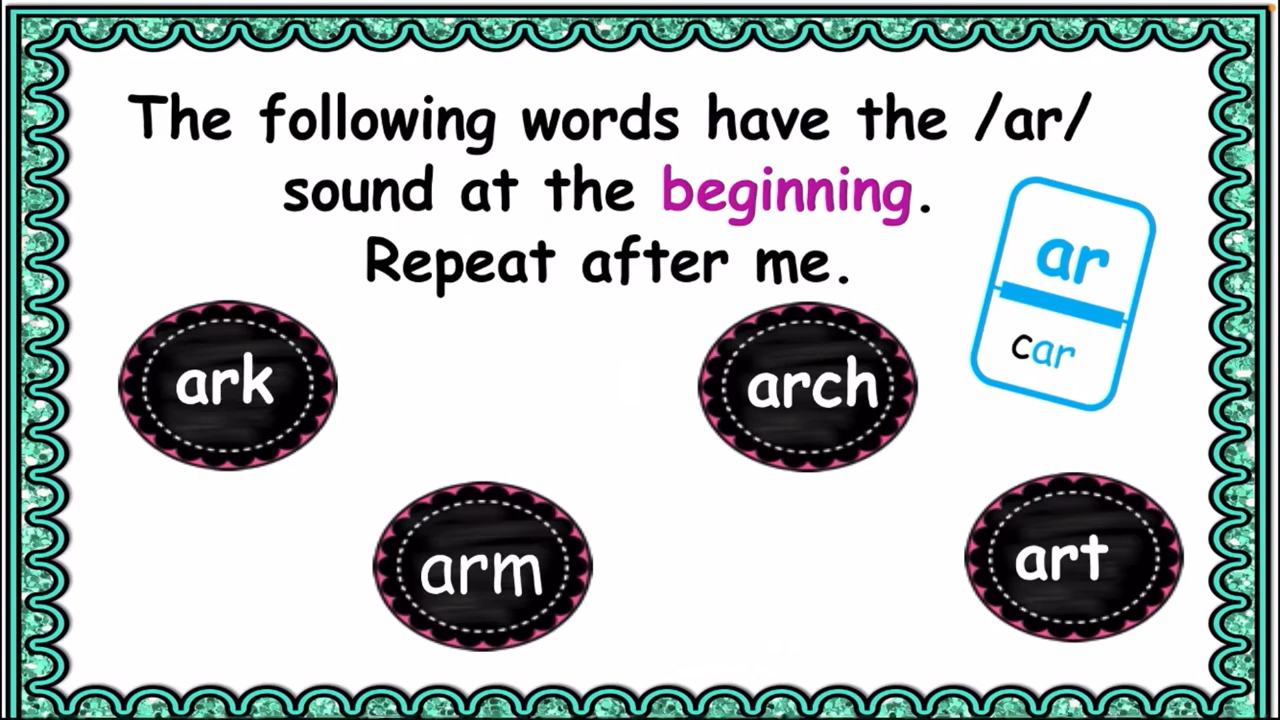 The following words have the /ar/
sound at the beginning.
Repeat after me.
ar
car
ark
arch
arm
art